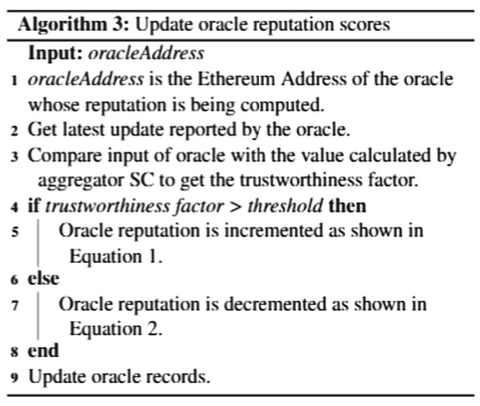 Algorithm 3: Update oracle reputation scores
Input: oracleAddress
1 oracleAddress is the Ethereum Address of the oracle
whose reputation is being computed.
2 Get latest update reported by the oracle.
3 Compare input of oracle with the value calculated by
aggregator SC to get the trustworthiness factor.
4 if trustworthiness factor > threshold then
5 Oracle reputation is incremented as shown in
Equation 1.
6 else
7 Oracle reputation is decremented as shown in
Equation 2.
8 end
9 Update oracle records.